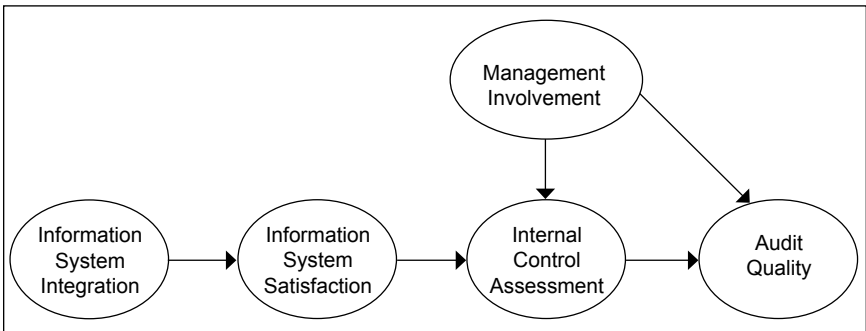 Management
Involvement
Information
System
Integration
Information
System
Satisfaction
Internal
Control
Assessment
Audit
Quality